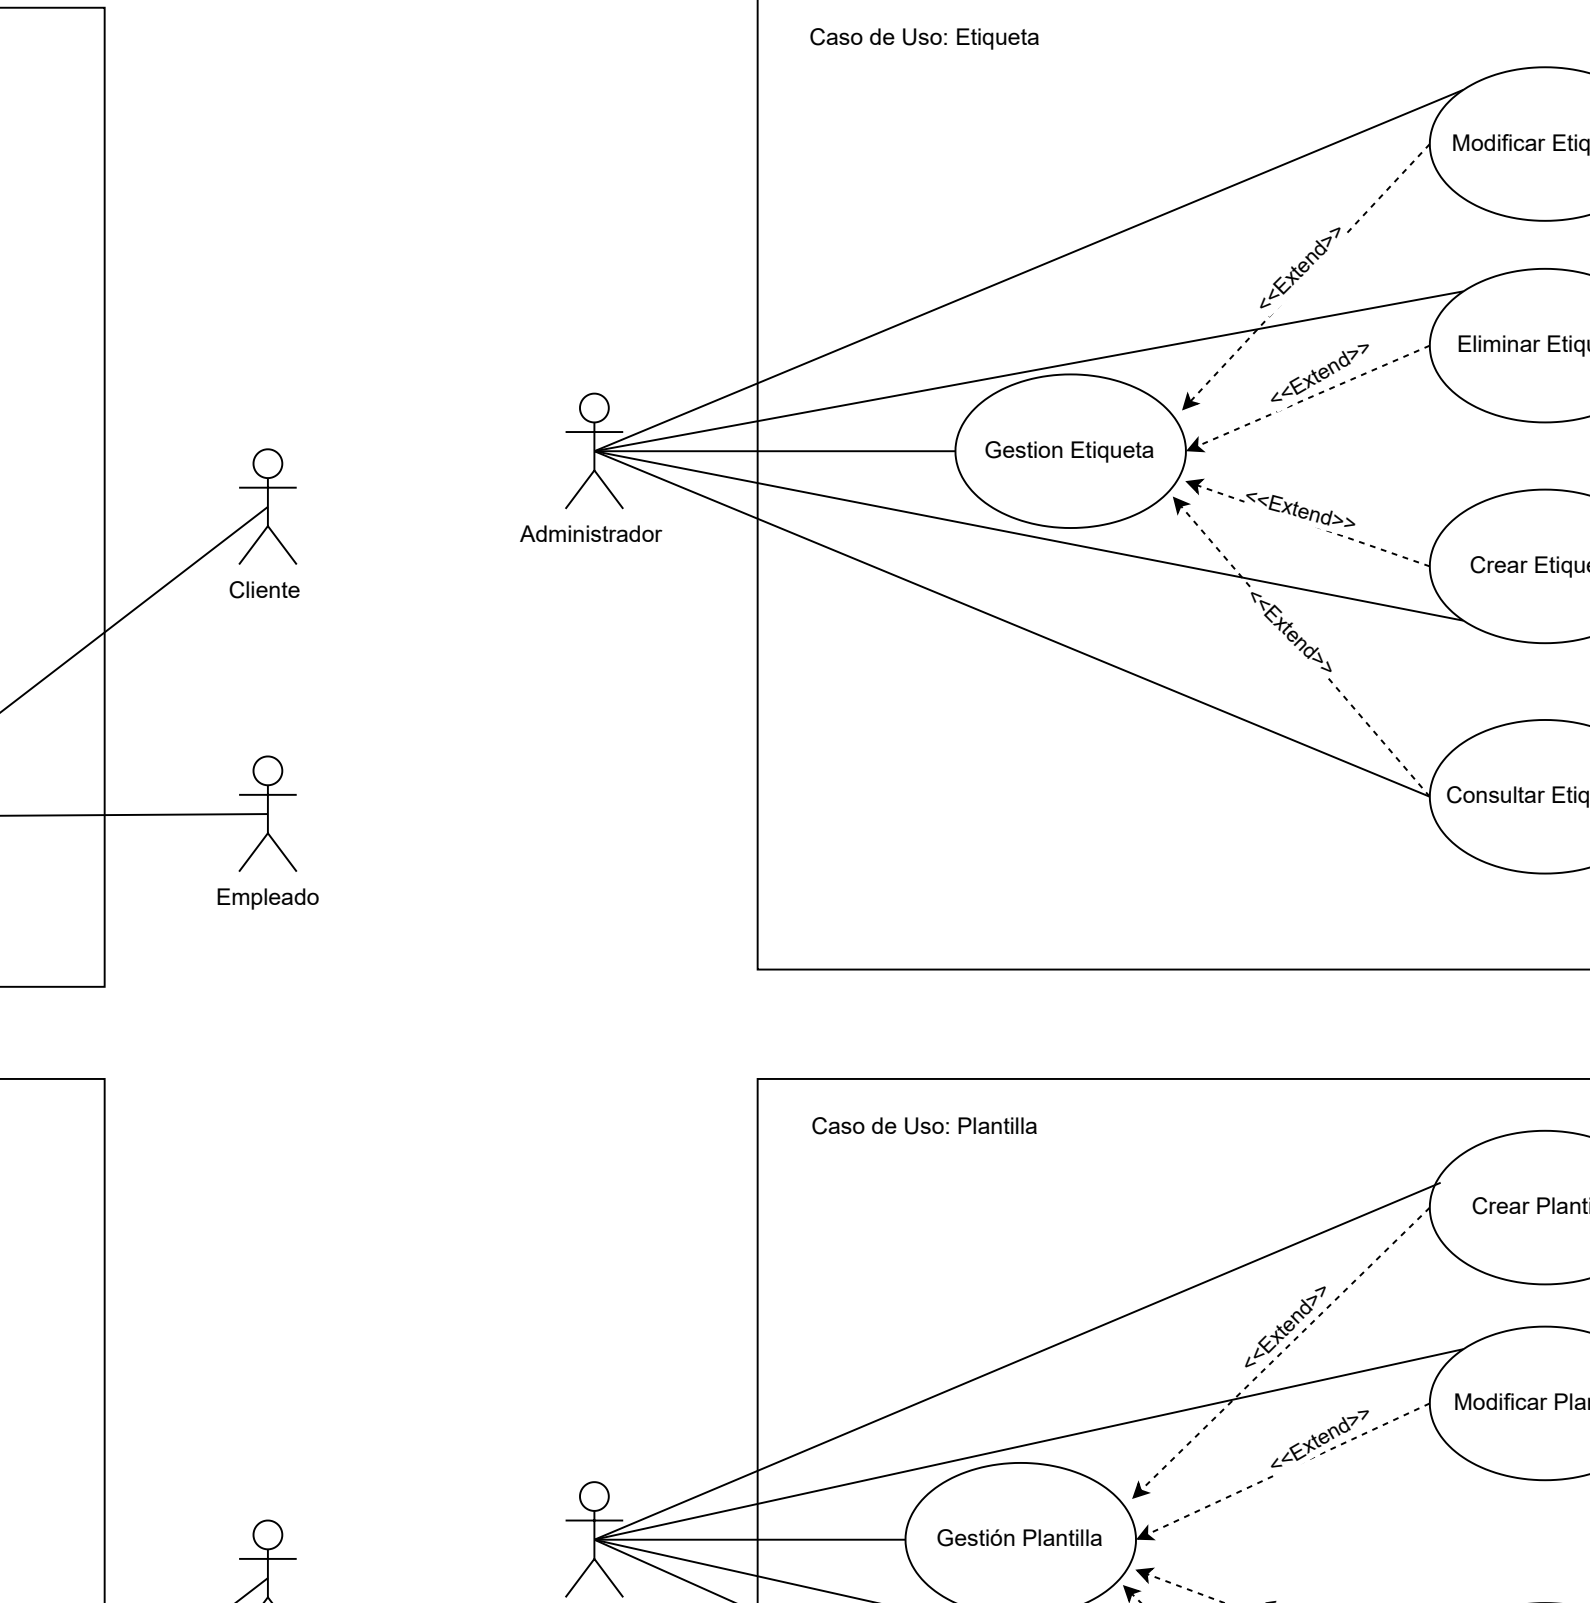 Caso de Uso: Etiqueta
Modificar Etiq
<<Extend>>
Eliminar Etiqu
<<Extend>>
Gestion Etiqueta
<<Extend>>
Administrador
Crear Etique
Cliente
<<Extend>>
Consultar Etiq
Empleado
Caso de Uso: Plantilla
Crear Planti
<<Extend>>
Modificar Plan
<<Extend>>
Gestión Plantilla